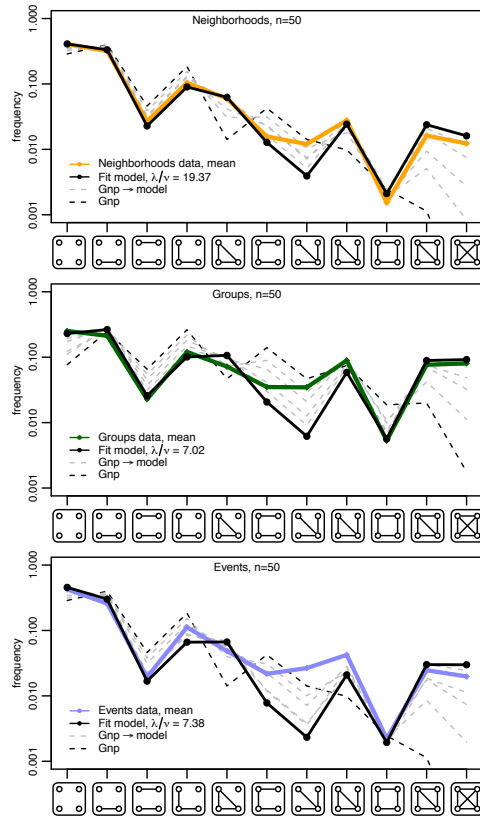 Neighborhoods, n=50
frequency
1.000
0.100
0.010
0.001
Neighborhoods data, mean
Fit model, λ/ν = 19.37
Gnp → model
Gnp
Groups, n=50
frequency
1.000
0.100
0.010
0.001
Groups data, mean
Fit model, λ/ν = 7.02
Gnp → model
Gnp
Events, n=50
frequency
1.000
0.100
0.010
0.001
Events data, mean
Fit model, λ/ν = 7.38
Gnp → model
Gnp